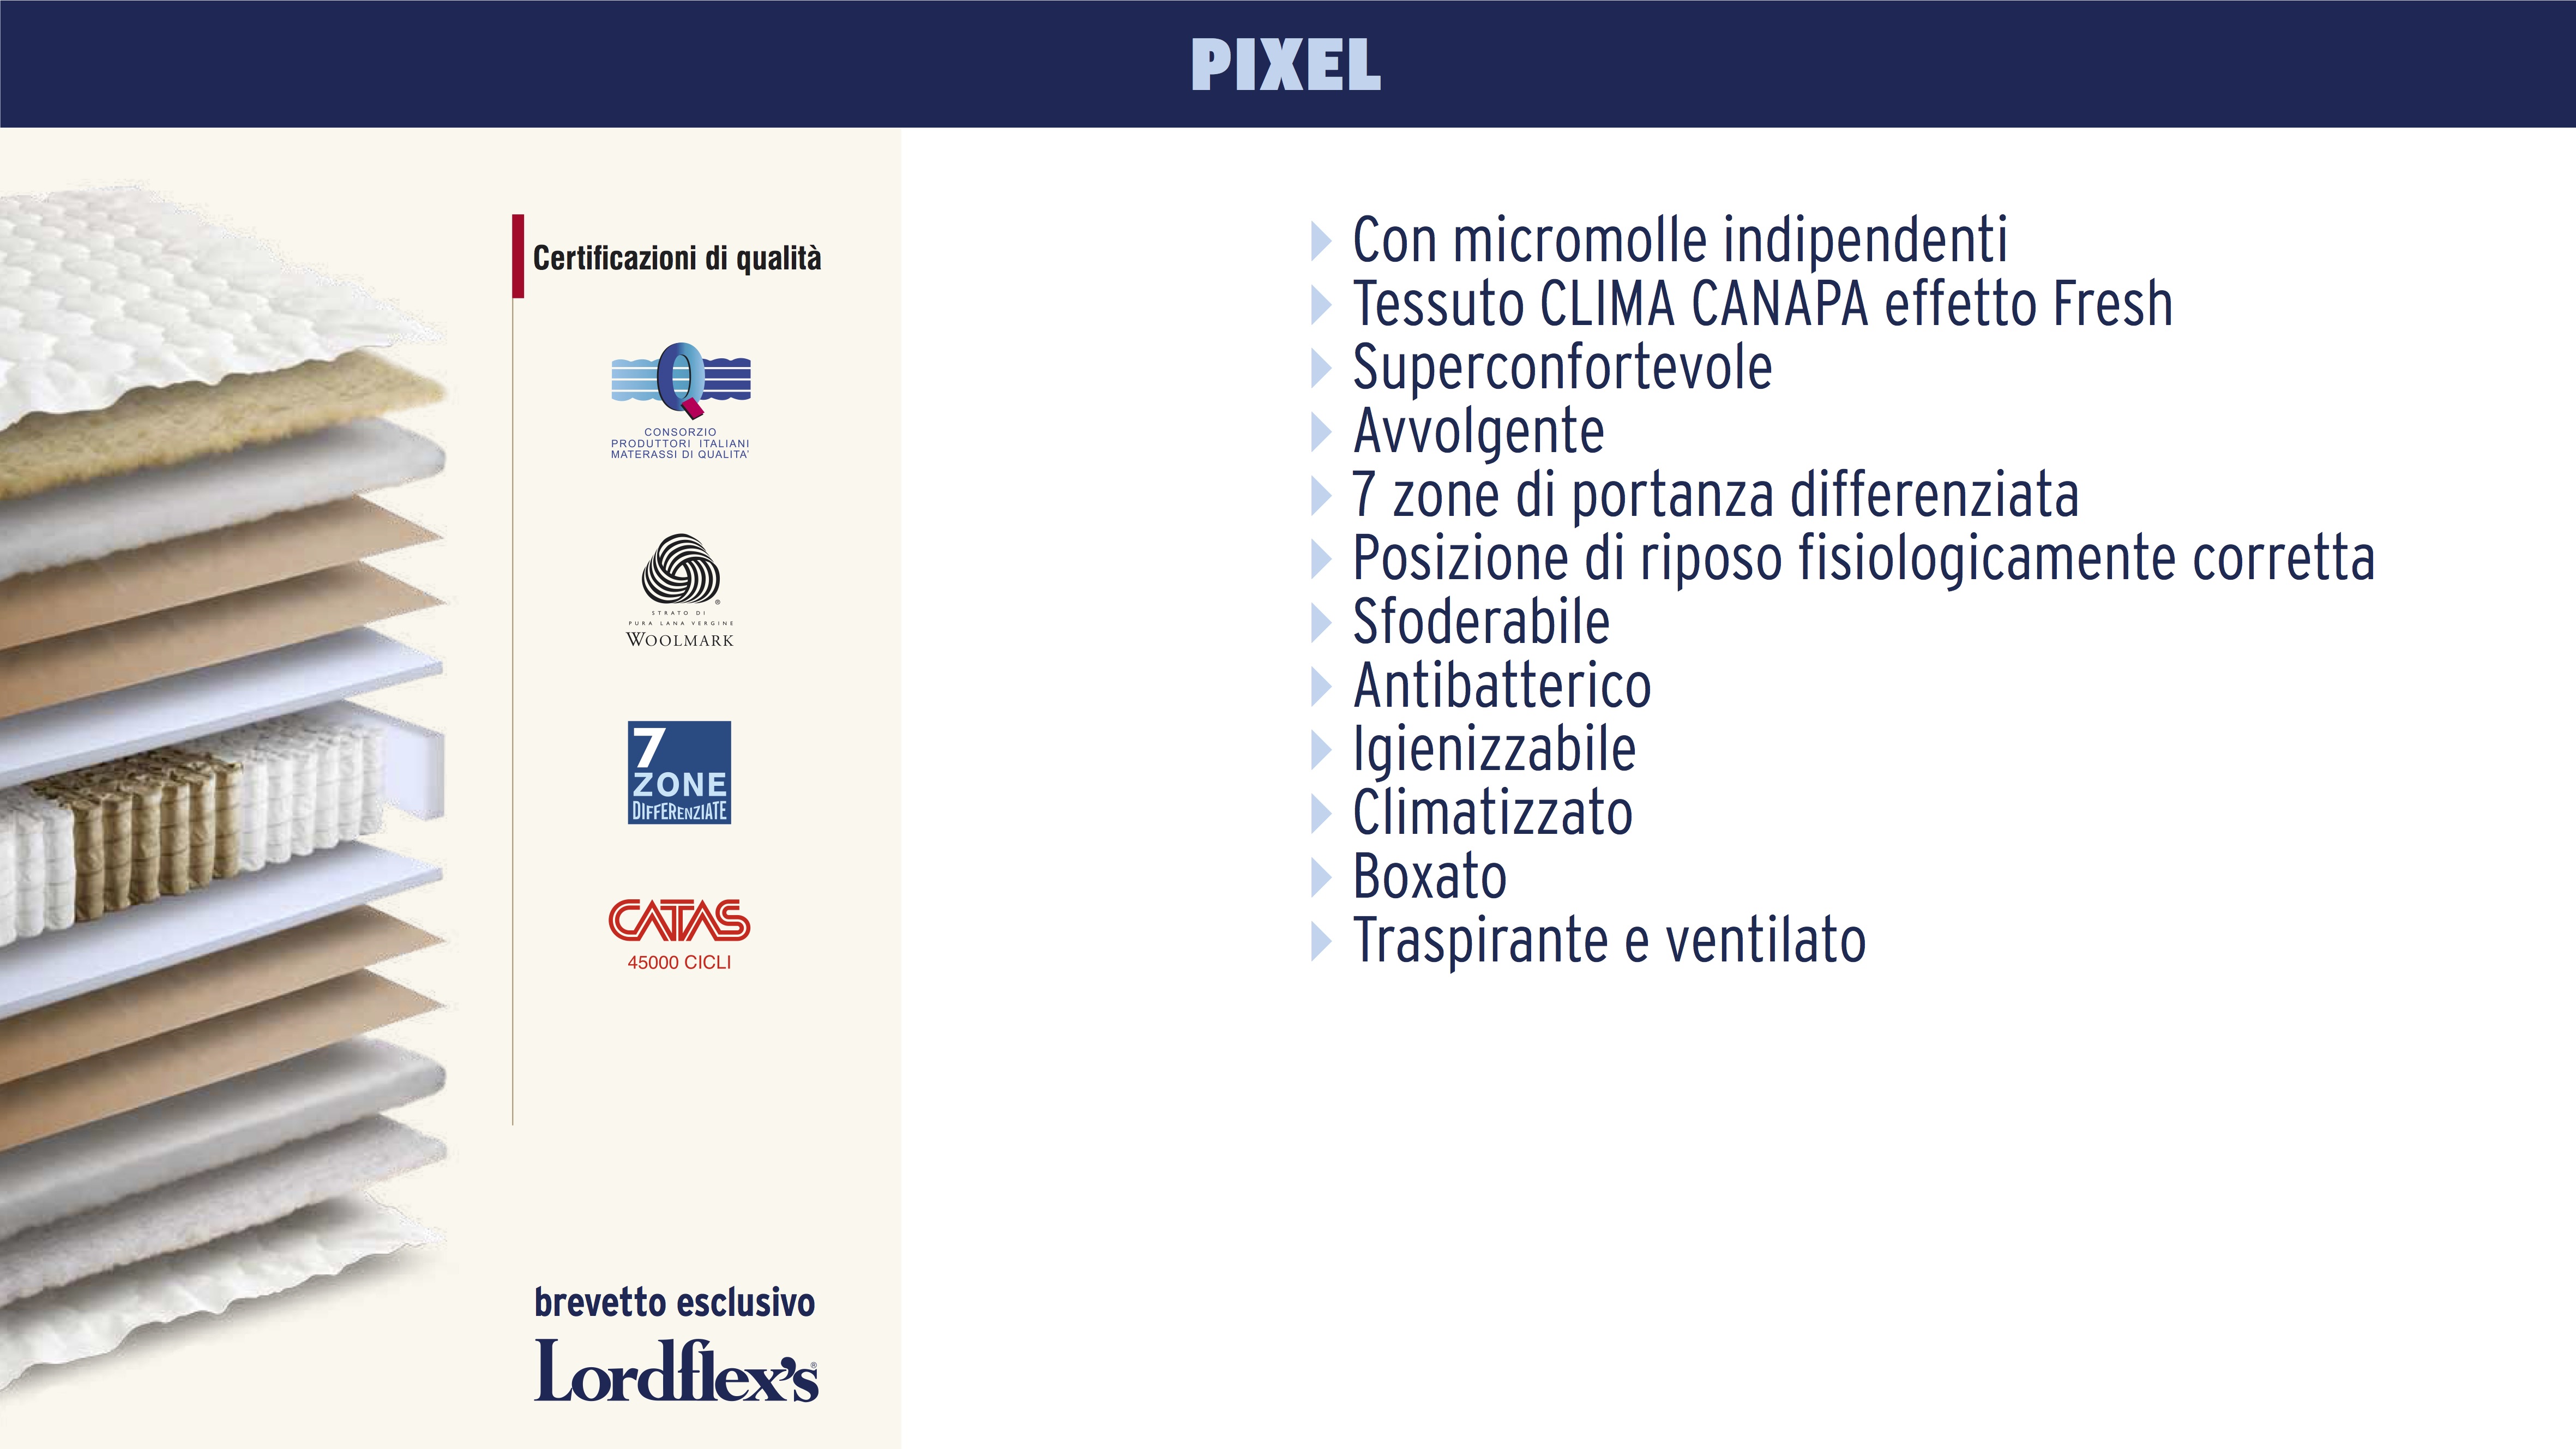 PIXEL
Certificazioni di qualità
Q
CONSORZIO
PRODUTTORI ITALIANI
MATERASSI DI QUALITA'
STRATO DI
PURA LANA VERGINE
WOOLMARK
7
ZONE
DIFFERENZIATE
CATAS
45000 CICLI
brevetto esclusivo
Lordflex's®
Con micromolle indipendenti
Tessuto CLIMA CANAPA effetto Fresh
Superconfortevole
Avvolgente
7 zone di portanza differenziata
Posizione di riposo fisiologicamente corretta
Sfoderabile
Antibatterico
Igienizzabile
Climatizzato
Boxato
Traspirante e ventilato